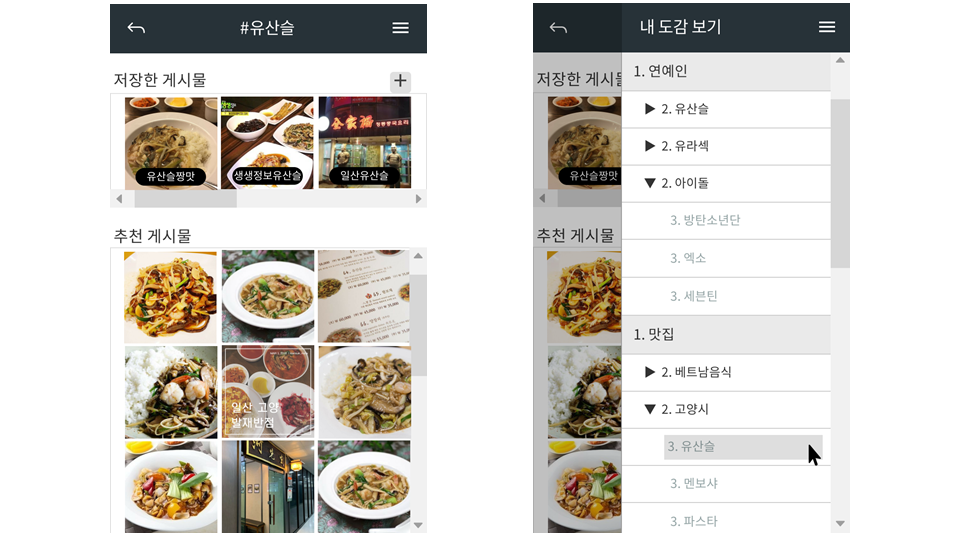 #유산슬
저장한 게시물
유산슬짱맛
생생정보유산슬
일산유산슬
추천 게시물
일산 고양
발재반점
내 도감 보기
저장한 게시물
유산슬짱맛
추천 게시물
1. 연예인
2. 유산슬
2. 유라섹
2. 아이돌
3. 방탄소년단
3. 엑소
3. 세븐틴
1. 맛집
2. 베트남음식
2. 고양시
3. 유산슬
3. 멘보샤
3. 파스타